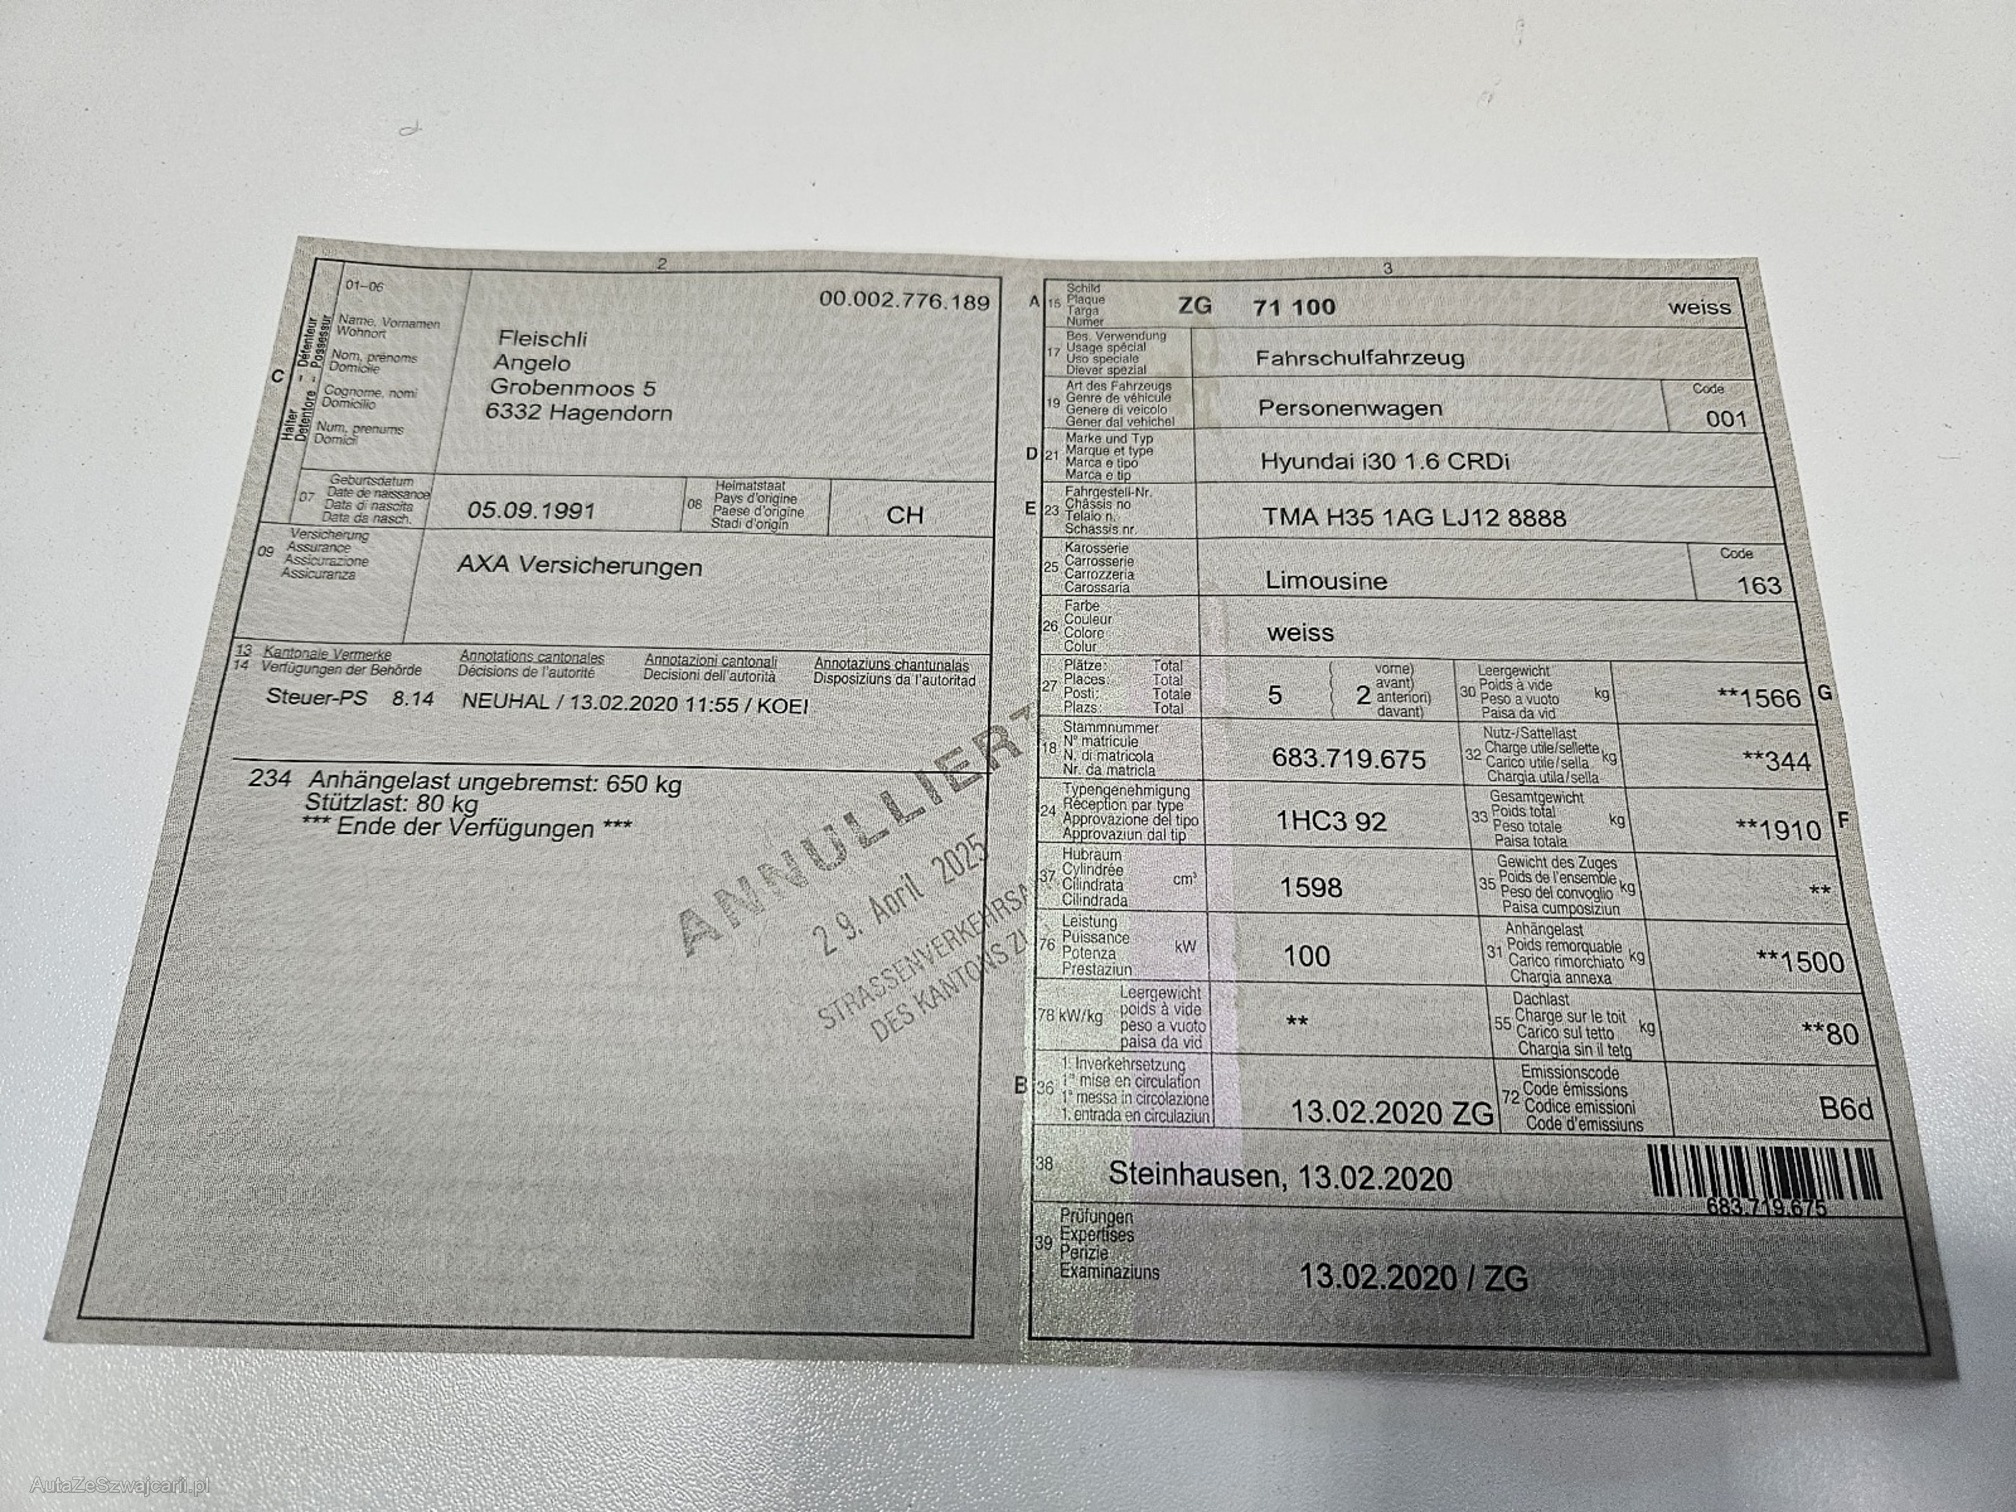 2
01–06
00.002.776.189
C
Halter - Détenteur
Detentore - Possessur
Name, Vornamen
Wohnort
Nom, prénoms
Domicile
Cognome, nomi
Domicilio
Num, prenums
Domicil
Fleischli
Angelo
Grobenmoos 5
6332 Hagendorn
07
Geburtsdatum
Date de naissance
Data di nascita
Data da nasch.
05.09.1991
08
Heimatstaat
Pays d'origine
Paese d'origine
Stadi d'origin
CH
09
Versicherung
Assurance
Assicurazione
Assicuranza
AXA Versicherungen
13 Kantonale Vermerke Annotations cantonales Annotazioni cantonali Annotaziuns chantunalas
14 Verfügungen der Behörde Décisions de l'autorité Decisioni dell'autorità Disposiziuns da l'autoritad
Steuer-PS 8.14 NEUHAL / 13.02.2020 11:55 / KOEI
234 Anhängelast ungebremst: 650 kg
Stützlast: 80 kg
*** Ende der Verfügungen ***
ANNULLIERT
29. April 2025
STRASSENVERKEHRSA
DES KANTONS ZU
3
A 15
Schild
Plaque
Targa
Numer
ZG 71 100 weiss
17
Bes. Verwendung
Usage spécial
Uso speciale
Diever spezial
Fahrschulfahrzeug
19
Art des Fahrzeugs
Genre de véhicule
Genere di veicolo
Gener dal vehichel
Personenwagen
Code
001
D 21
Marke und Typ
Marque et type
Marca e tipo
Marca e tip
Hyundai i30 1.6 CRDi
E 23
Fahrgestell-Nr.
Châssis no
Telaio n.
Schassis nr.
TMA H35 1AG LJ12 8888
25
Karosserie
Carrosserie
Carrozzeria
Carossaria
Limousine
Code
163
26
Farbe
Couleur
Colore
Colur
weiss
27
Plätze: Total
Places: Total
Posti: Totale
Plazs: Total
5
2
vorne)
avant)
anteriori)
davant)
30
Leergewicht
Poids à vide
Peso a vuoto
Paisa da vid
kg
**1566
G
18
Stammnummer
N° matricule
N. di matricola
Nr. da matricla
683.719.675
32
Nutz-/Sattellast
Charge utile/sellette
Carico utile/sella
Chargia utila/sella
kg
**344
24
Typengenehmigung
Réception par type
Approvazione del tipo
Approvaziun dal tip
1HC3 92
33
Gesamtgewicht
Poids total
Peso totale
Paisa totala
kg
**1910
F
37
Hubraum
Cylindrée
Cilindrata
Cilindrada
cm³
1598
35
Gewicht des Zuges
Poids de l'ensemble
Peso del convoglio
Paisa cumposiziun
kg
**
76
Leistung
Puissance
Potenza
Prestaziun
kW
100
31
Anhängelast
Poids remorquable
Carico rimorchiato
Chargia annexa
kg
**1500
78 kW/kg
Leergewicht
poids à vide
peso a vuoto
paisa da vid
**
55
Dachlast
Charge sur le toit
Carico sul tetto
Chargia sin il tetg
kg
**80
B 36
1. Inverkehrsetzung
1re mise en circulation
1a messa in circolazione
1. entrada en circulaziun
13.02.2020 ZG
72
Emissionscode
Code émissions
Codice emissioni
Code d'emissiuns
B6d
38
Steinhausen, 13.02.2020
683.719.675
39
Prüfungen
Expertises
Perizie
Examinaziuns
13.02.2020 / ZG
AutaZeSzwajcarii.pl